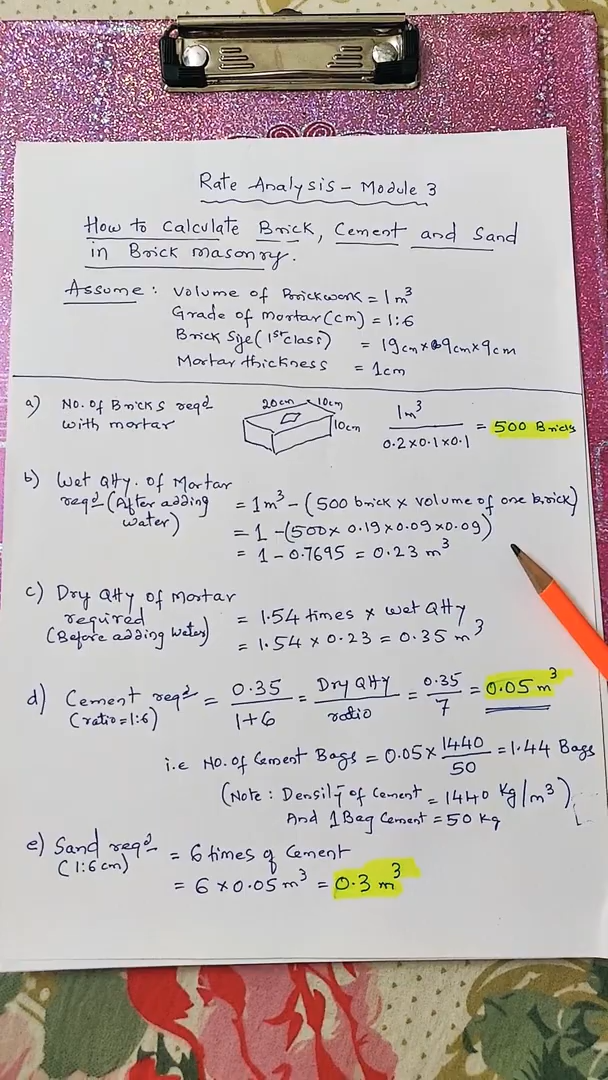 Rate Analysis - Module 3
How to Calculate Brick, Cement and Sand
in Brick masonry.
Assume : Volume of Brickwork = 1 m³
Grade of mortar (cm) = 1:6
Brick Size (1st class) = 19cm x 9cm x 9cm
Mortar thickness = 1cm
a) No. of Bricks reqd with mortar
20cm 10cm 10cm
1m³ / 0.2x0.1x0.1 = 500 Bricks
b) Wet Qtty. of Mortar
reqd (After adding water) = 1m³ - (500 brick x volume of one brick)
= 1 - (500 x 0.19 x 0.09 x 0.09)
= 1 - 0.7695 = 0.23 m³
c) Dry Qtty of Mortar
required = 1.54 times x Wet Qtty
(Before adding water) = 1.54 x 0.23 = 0.35 m³
d) Cement reqd = 0.35 / 1+6 = Dry Qtty / ratio = 0.35 / 7 = 0.05 m³
(ratio = 1:6)
i.e No. of Cement Bags = 0.05 x 1440 / 50 = 1.44 Bags
(Note : Density of Cement = 1440 Kg/m³)
And 1 Bag Cement = 50 Kg
e) Sand reqd = 6 times of Cement
(1:6 cm) = 6 x 0.05 m³ = 0.3 m³